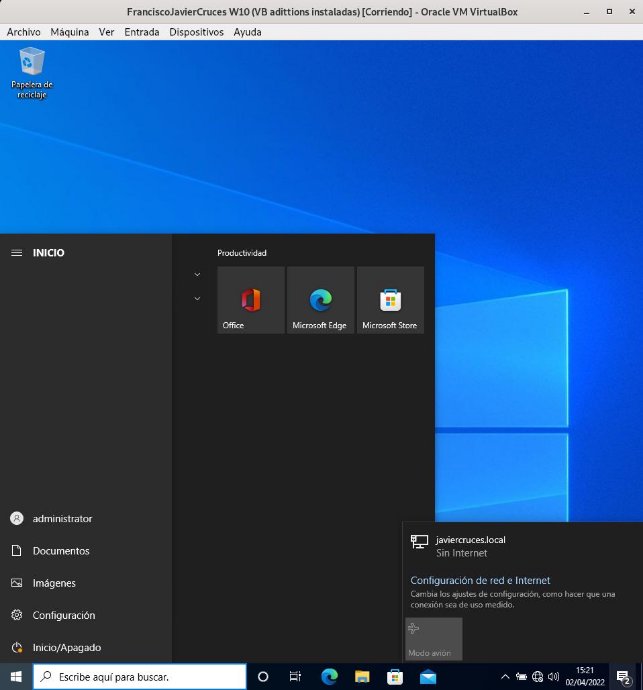 FranciscoJavierCruces W10 (VB adittions instaladas) [Corriendo] - Oracle VM VirtualBox
Archivo Máquina Ver Entrada Dispositivos Ayuda
Papelera de
reciclaje
INICIO
Productividad
Office
Microsoft Edge
Microsoft Store
administrator
Documentos
Imágenes
Configuración
Inicio/Apagado
javiercruces.local
Sin Internet
Configuración de red e Internet
Cambia los ajustes de configuración, como hacer que una
conexión sea de uso medido.
Modo avión
Escribe aquí para buscar.
15:21
02/04/2022
2